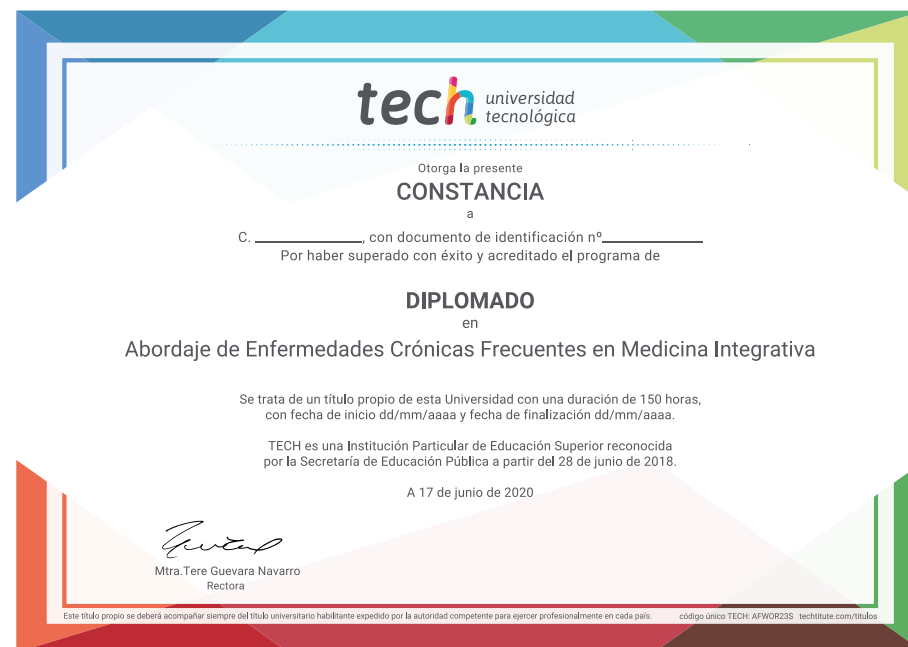 tech universidad
tecnológica
Otorga la presente
CONSTANCIA
a
C. ____________, con documento de identificación nº____________
Por haber superado con éxito y acreditado el programa de
DIPLOMADO
en
Abordaje de Enfermedades Crónicas Frecuentes en Medicina Integrativa
Se trata de un título propio de esta Universidad con una duración de 150 horas,
con fecha de inicio dd/mm/aaaa y fecha de finalización dd/mm/aaaa.
TECH es una Institución Particular de Educación Superior reconocida
por la Secretaría de Educación Pública a partir del 28 de junio de 2018.
A 17 de junio de 2020
Mtra.Tere Guevara Navarro
Rectora
Este título propio se deberá acompañar siempre del título universitario habilitante expedido por la autoridad competente para ejercer profesionalmente en cada país. código único TECH: AFWOR23S techtitute.com/titulos